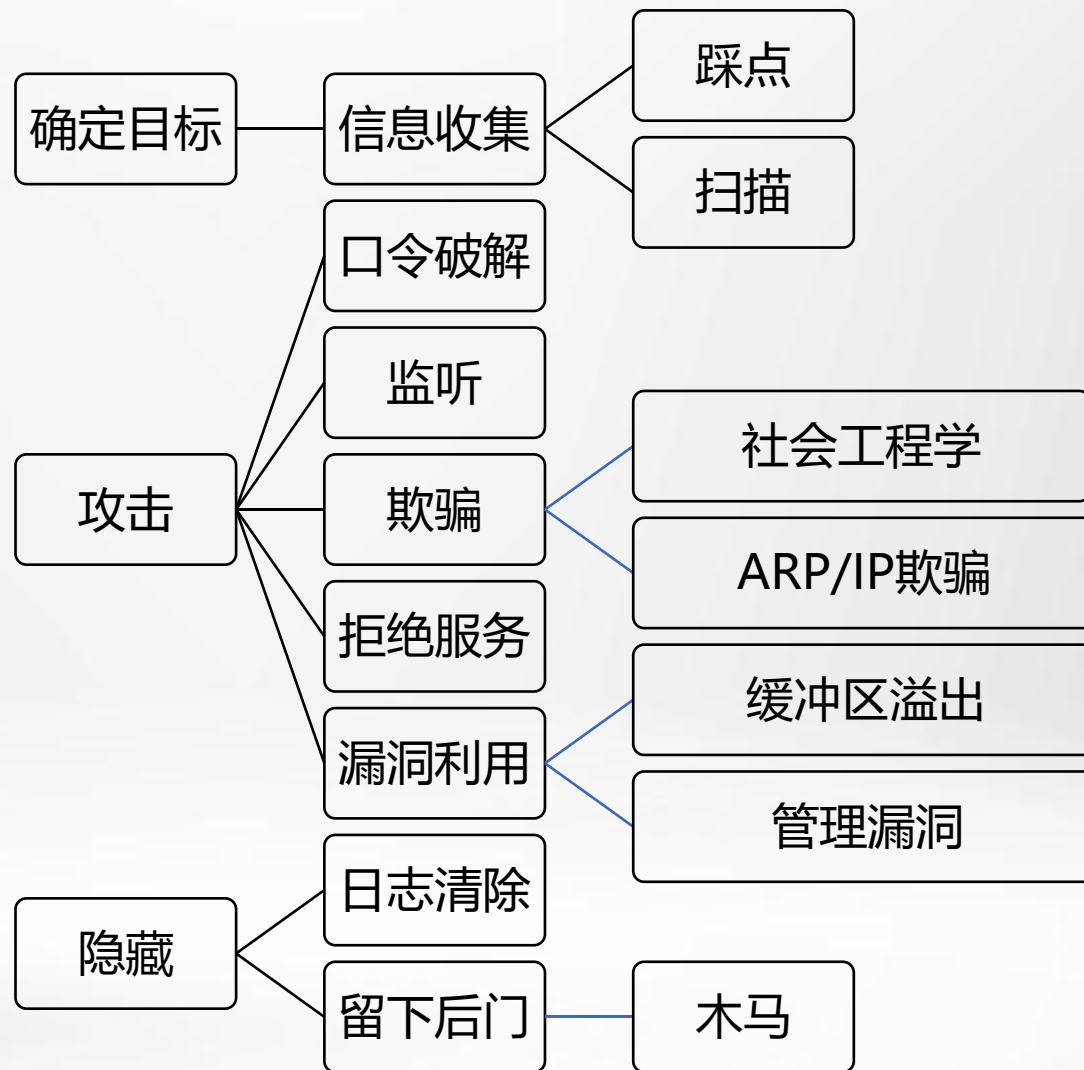 确定目标
信息收集
踩点
扫描
攻击
口令破解
监听
欺骗
社会工程学
ARP/IP欺骗
拒绝服务
漏洞利用
缓冲区溢出
管理漏洞
隐藏
日志清除
留下后门
木马